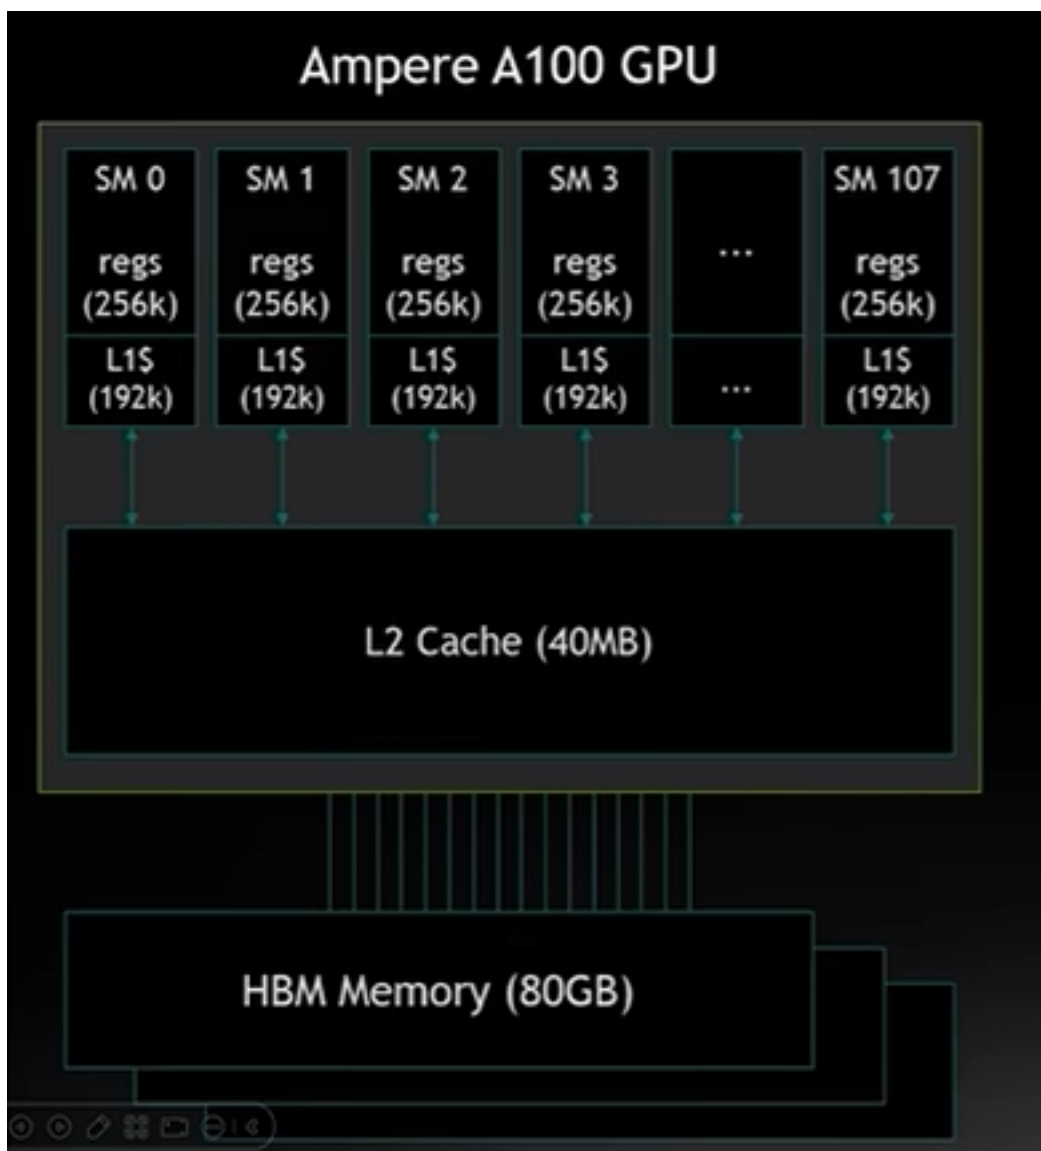 Ampere A100 GPU
SM 0
regs
(256k)
L1$
(192k)
SM 1
regs
(256k)
L1$
(192k)
SM 2
regs
(256k)
L1$
(192k)
SM 3
regs
(256k)
L1$
(192k)
...
...
SM 107
regs
(256k)
L1$
(192k)
L2 Cache (40MB)
HBM Memory (80GB)